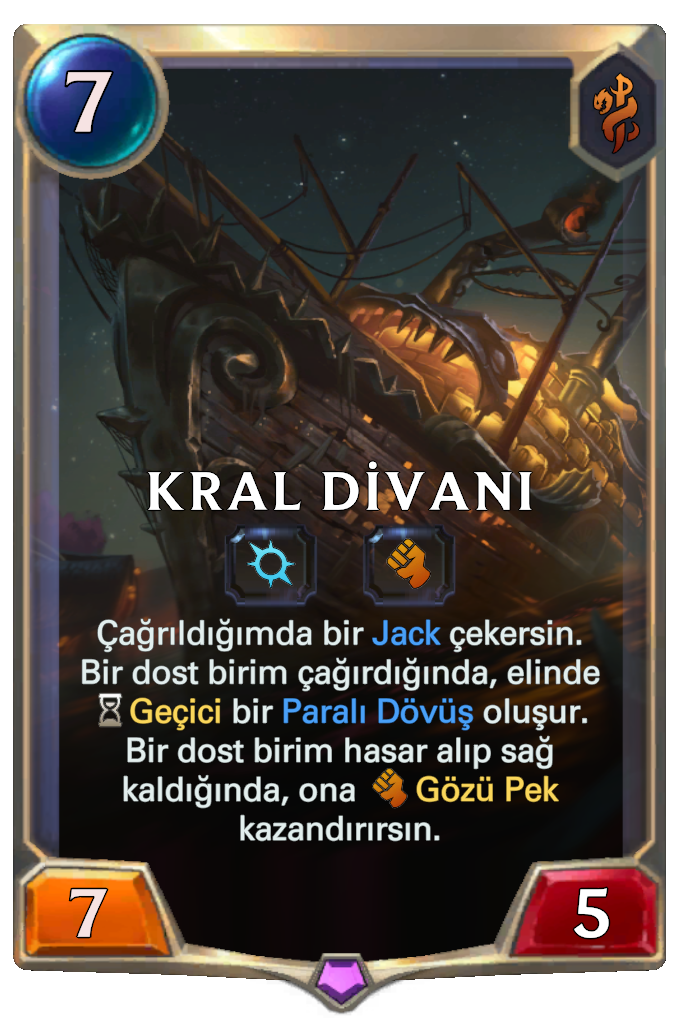 7
KRAL DİVANI
Çağrıldığımda bir Jack çekersin.
Bir dost birim çağırdığında, elinde
Geçici bir Paralı Dövüş oluşur.
Bir dost birim hasar alıp sağ
kaldığında, ona Gözü Pek
kazandırırsın.
7
5